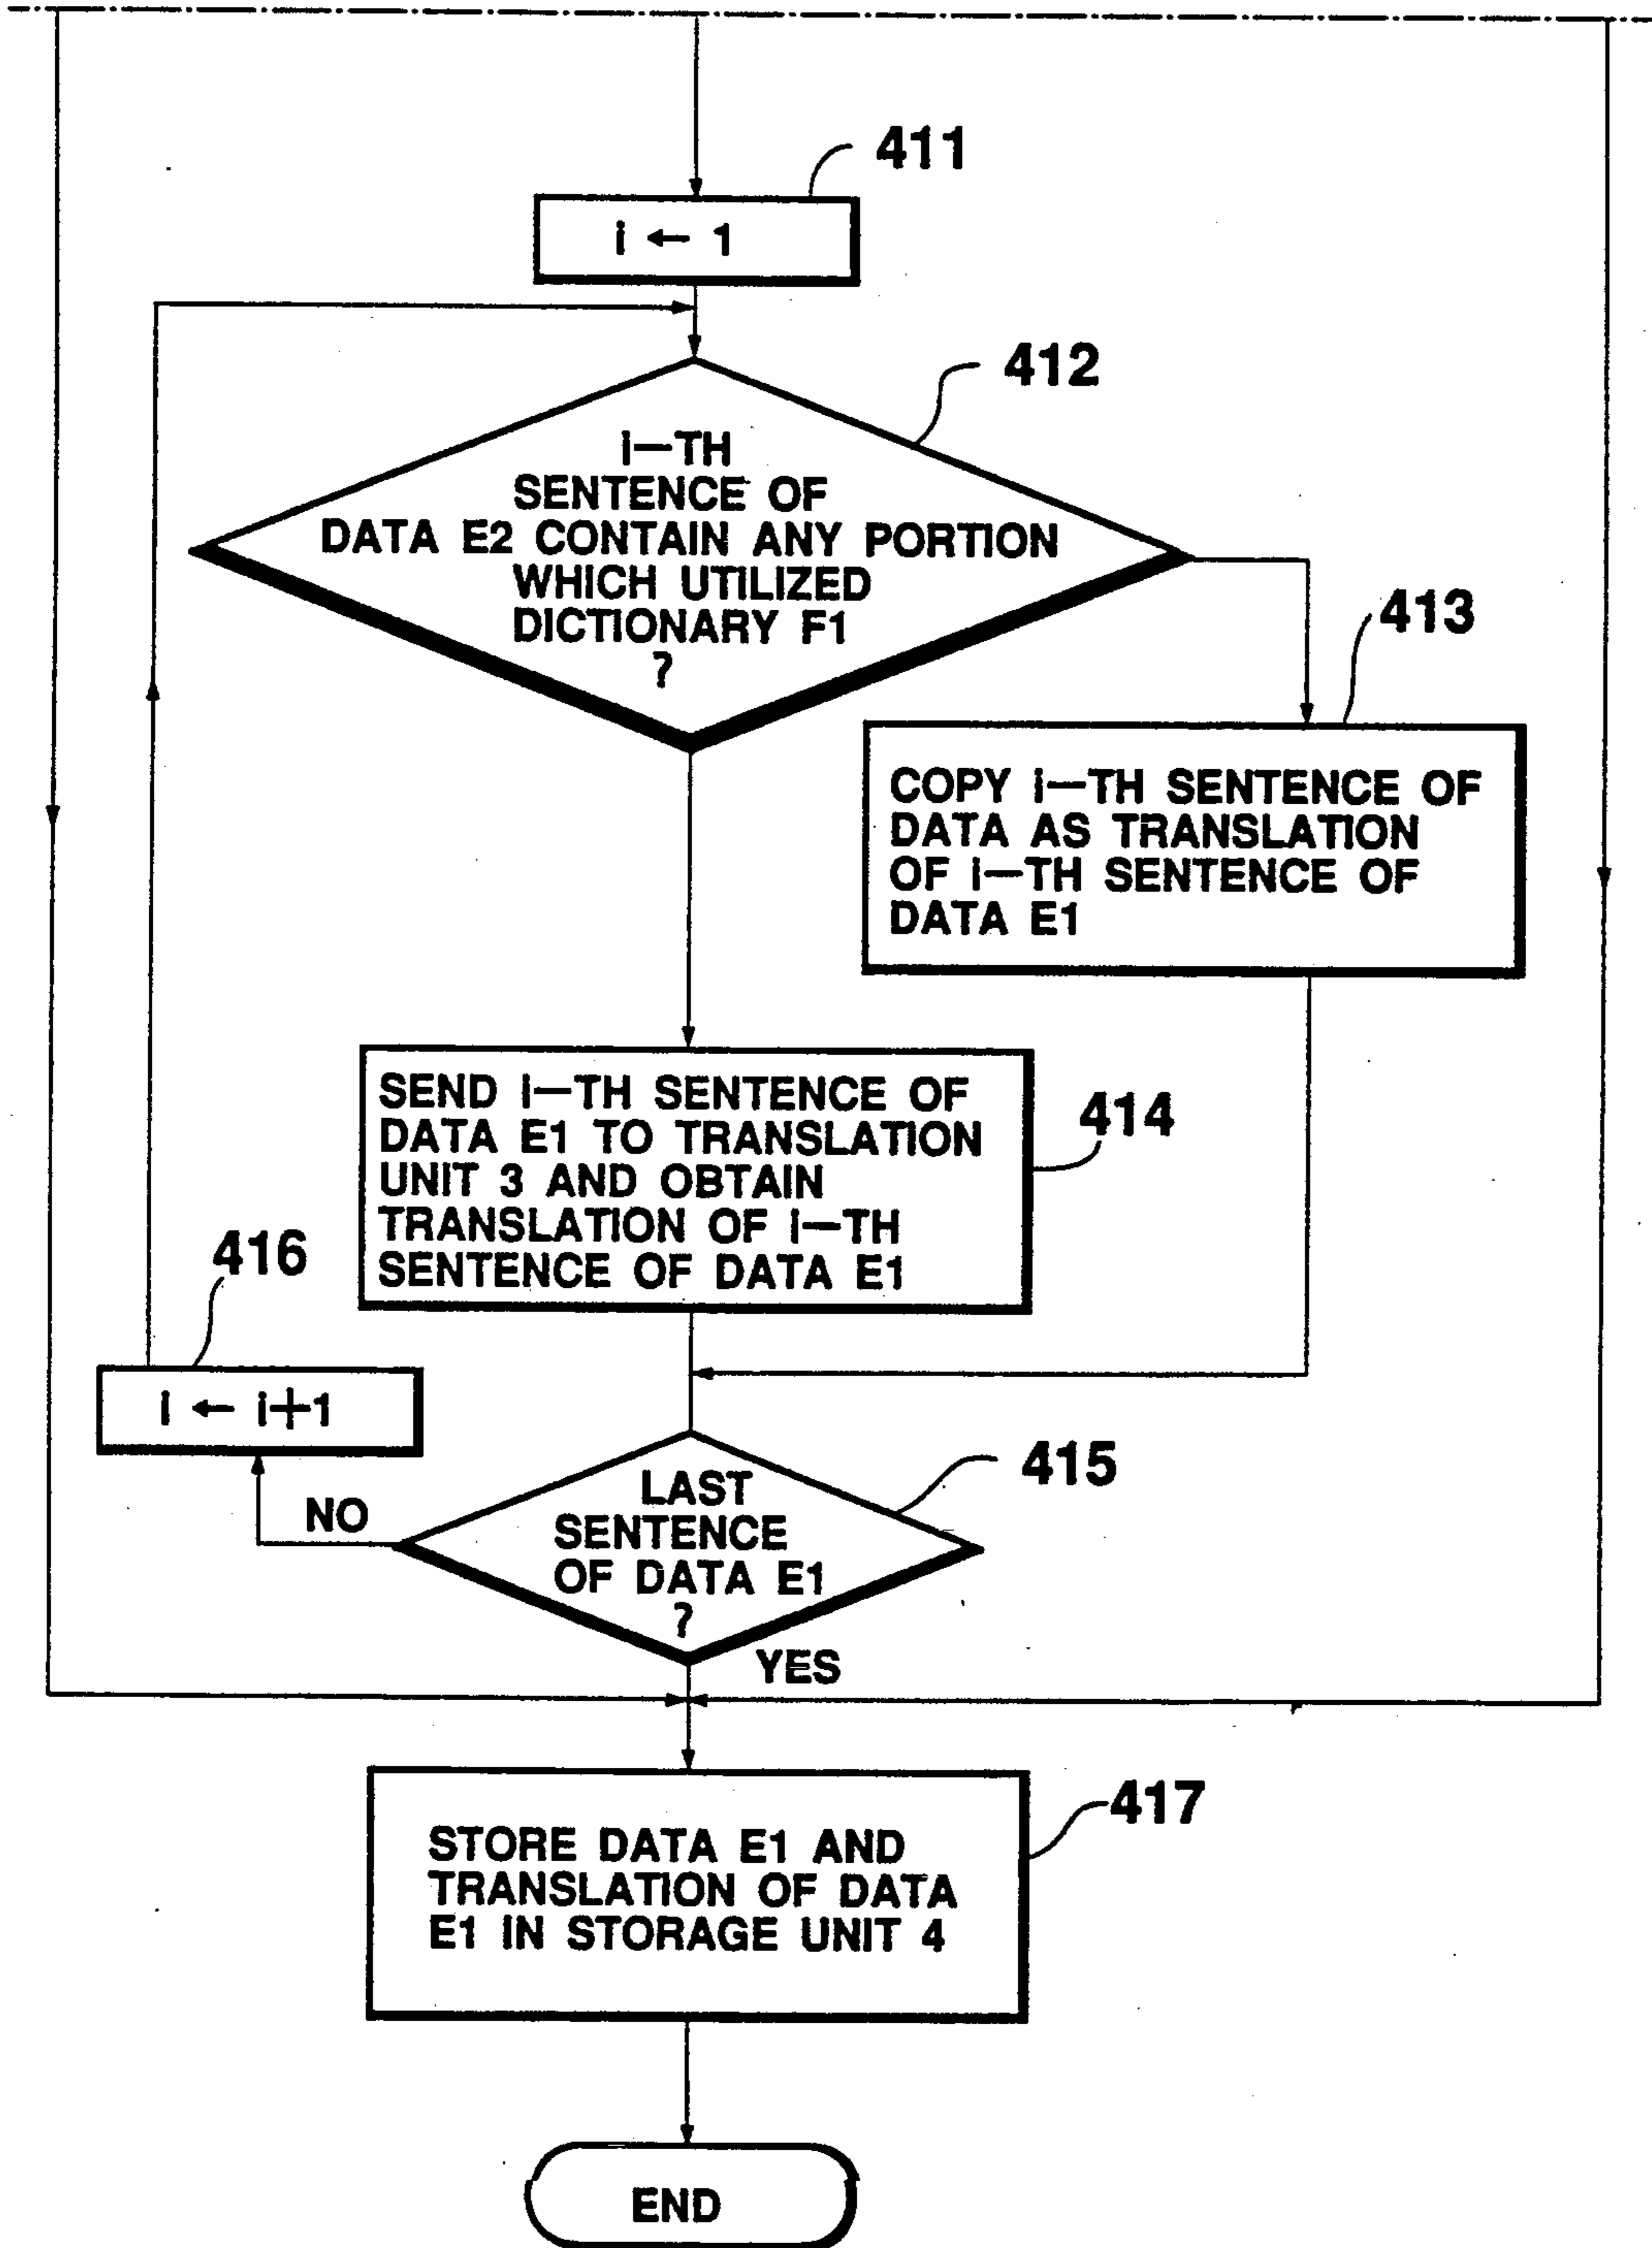 411
i ← 1
412
i—TH
SENTENCE OF
DATA E2 CONTAIN ANY PORTION
WHICH UTILIZED
DICTIONARY F1
?
413
COPY i—TH SENTENCE OF
DATA AS TRANSLATION
OF i—TH SENTENCE OF
DATA E1
SEND i—TH SENTENCE OF
DATA E1 TO TRANSLATION
UNIT 3 AND OBTAIN
TRANSLATION OF i—TH
SENTENCE OF DATA E1
414
416
i ← i+1
415
LAST
SENTENCE
OF DATA E1
?
NO
YES
417
STORE DATA E1 AND
TRANSLATION OF DATA
E1 IN STORAGE UNIT 4
END